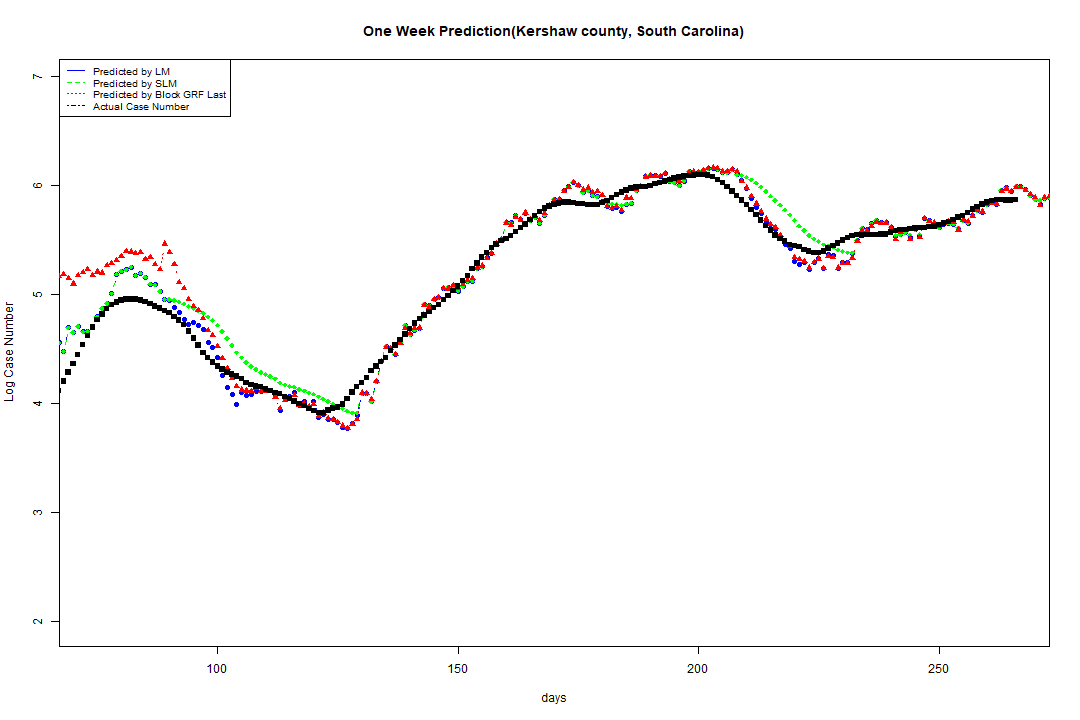 One Week Prediction(Kershaw county, South Carolina)
Predicted by LM
Predicted by SLM
Predicted by Block GRF Last
Actual Case Number
7
6
5
4
3
2
Log Case Number
100
150
200
250
days